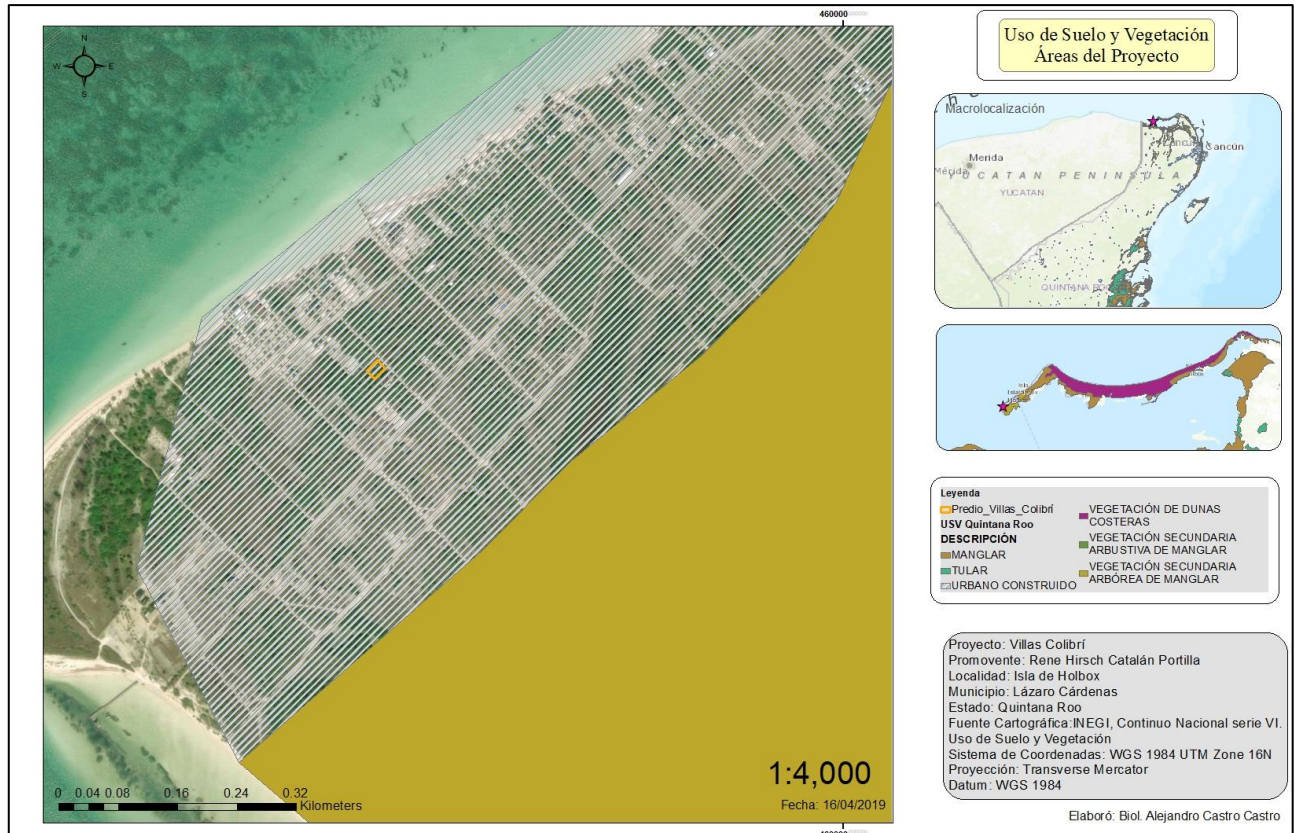 460000
Uso de Suelo y Vegetación
Áreas del Proyecto
N
W E
S
Macrolocalización
Merida
Mérida
Cancún
YUCATAN PENINSULA
YUCATAN
QUINTANA ROO
Leyenda
Predio_Villas_Colibrí
USV Quintana Roo
DESCRIPCIÓN
MANGLAR
TULAR
URBANO CONSTRUIDO
VEGETACIÓN DE DUNAS
COSTERAS
VEGETACIÓN SECUNDARIA
ARBUSTIVA DE MANGLAR
VEGETACIÓN SECUNDARIA
ARBÓREA DE MANGLAR
Proyecto: Villas Colibrí
Promovente: Rene Hirsch Catalán Portilla
Localidad: Isla de Holbox
Municipio: Lázaro Cárdenas
Estado: Quintana Roo
Fuente Cartográfica:INEGI, Continuo Nacional serie VI.
Uso de Suelo y Vegetación
Sistema de Coordenadas: WGS 1984 UTM Zone 16N
Proyección: Transverse Mercator
Datum: WGS 1984
1:4,000
0 0.04 0.08 0.16 0.24 0.32
Kilometers
Fecha: 16/04/2019
Elaboró: Biol. Alejandro Castro Castro